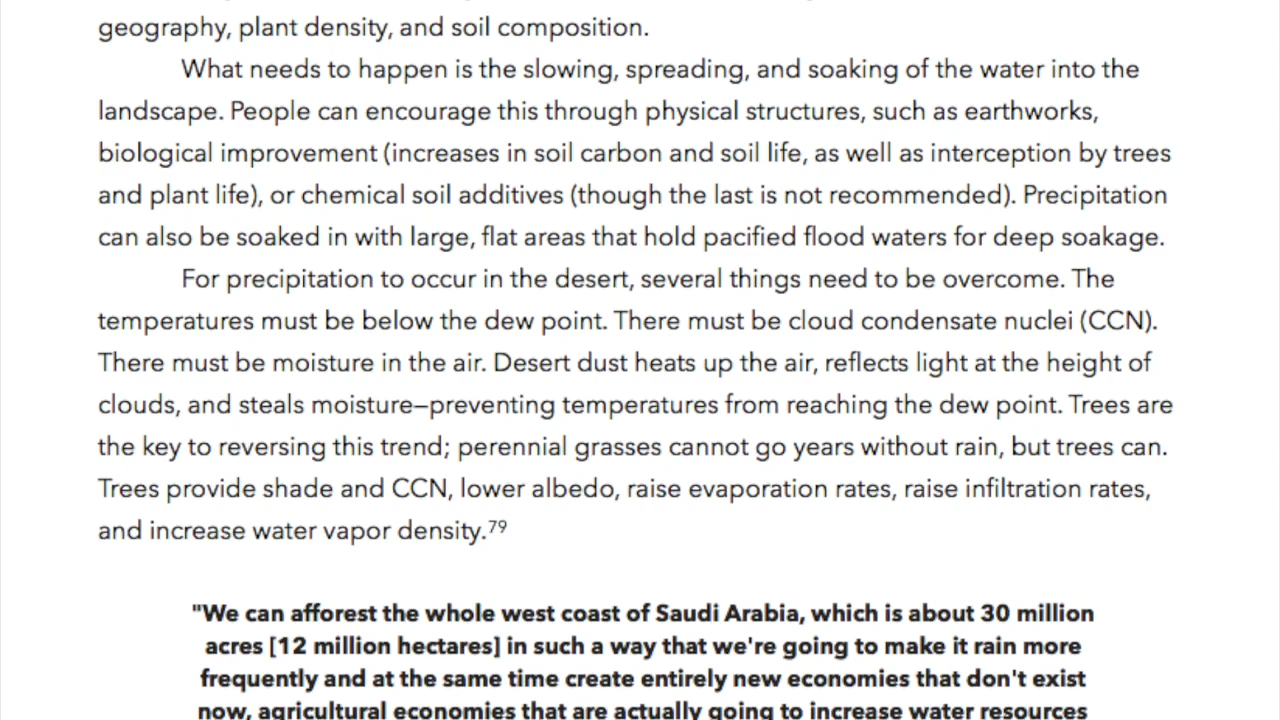 geography, plant density, and soil composition.
What needs to happen is the slowing, spreading, and soaking of the water into the
landscape. People can encourage this through physical structures, such as earthworks,
biological improvement (increases in soil carbon and soil life, as well as interception by trees
and plant life), or chemical soil additives (though the last is not recommended). Precipitation
can also be soaked in with large, flat areas that hold pacified flood waters for deep soakage.
For precipitation to occur in the desert, several things need to be overcome. The
temperatures must be below the dew point. There must be cloud condensate nuclei (CCN).
There must be moisture in the air. Desert dust heats up the air, reflects light at the height of
clouds, and steals moisture—preventing temperatures from reaching the dew point. Trees are
the key to reversing this trend; perennial grasses cannot go years without rain, but trees can.
Trees provide shade and CCN, lower albedo, raise evaporation rates, raise infiltration rates,
and increase water vapor density.⁷⁹
"We can afforest the whole west coast of Saudi Arabia, which is about 30 million
acres [12 million hectares] in such a way that we're going to make it rain more
frequently and at the same time create entirely new economies that don't exist
now, agricultural economies that are actually going to increase water resources